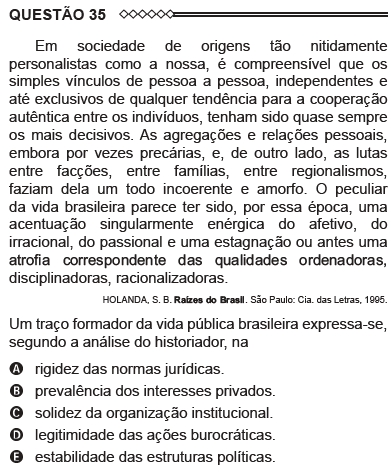 QUESTÃO 35
Em sociedade de origens tão nitidamente
personalistas como a nossa, é compreensível que os
simples vínculos de pessoa a pessoa, independentes e
até exclusivos de qualquer tendência para a cooperação
autêntica entre os indivíduos, tenham sido quase sempre
os mais decisivos. As agregações e relações pessoais,
embora por vezes precárias, e, de outro lado, as lutas
entre facções, entre famílias, entre regionalismos,
faziam dela um todo incoerente e amorfo. O peculiar
da vida brasileira parece ter sido, por essa época, uma
acentuação singularmente enérgica do afetivo, do
irracional, do passional e uma estagnação ou antes uma
atrofia correspondente das qualidades ordenadoras,
disciplinadoras, racionalizadoras.
HOLANDA, S. B. Raízes do Brasil. São Paulo: Cia. das Letras, 1995.
Um traço formador da vida pública brasileira expressa-se,
segundo a análise do historiador, na
A rigidez das normas jurídicas.
B prevalência dos interesses privados.
C solidez da organização institucional.
D legitimidade das ações burocráticas.
E estabilidade das estruturas políticas.